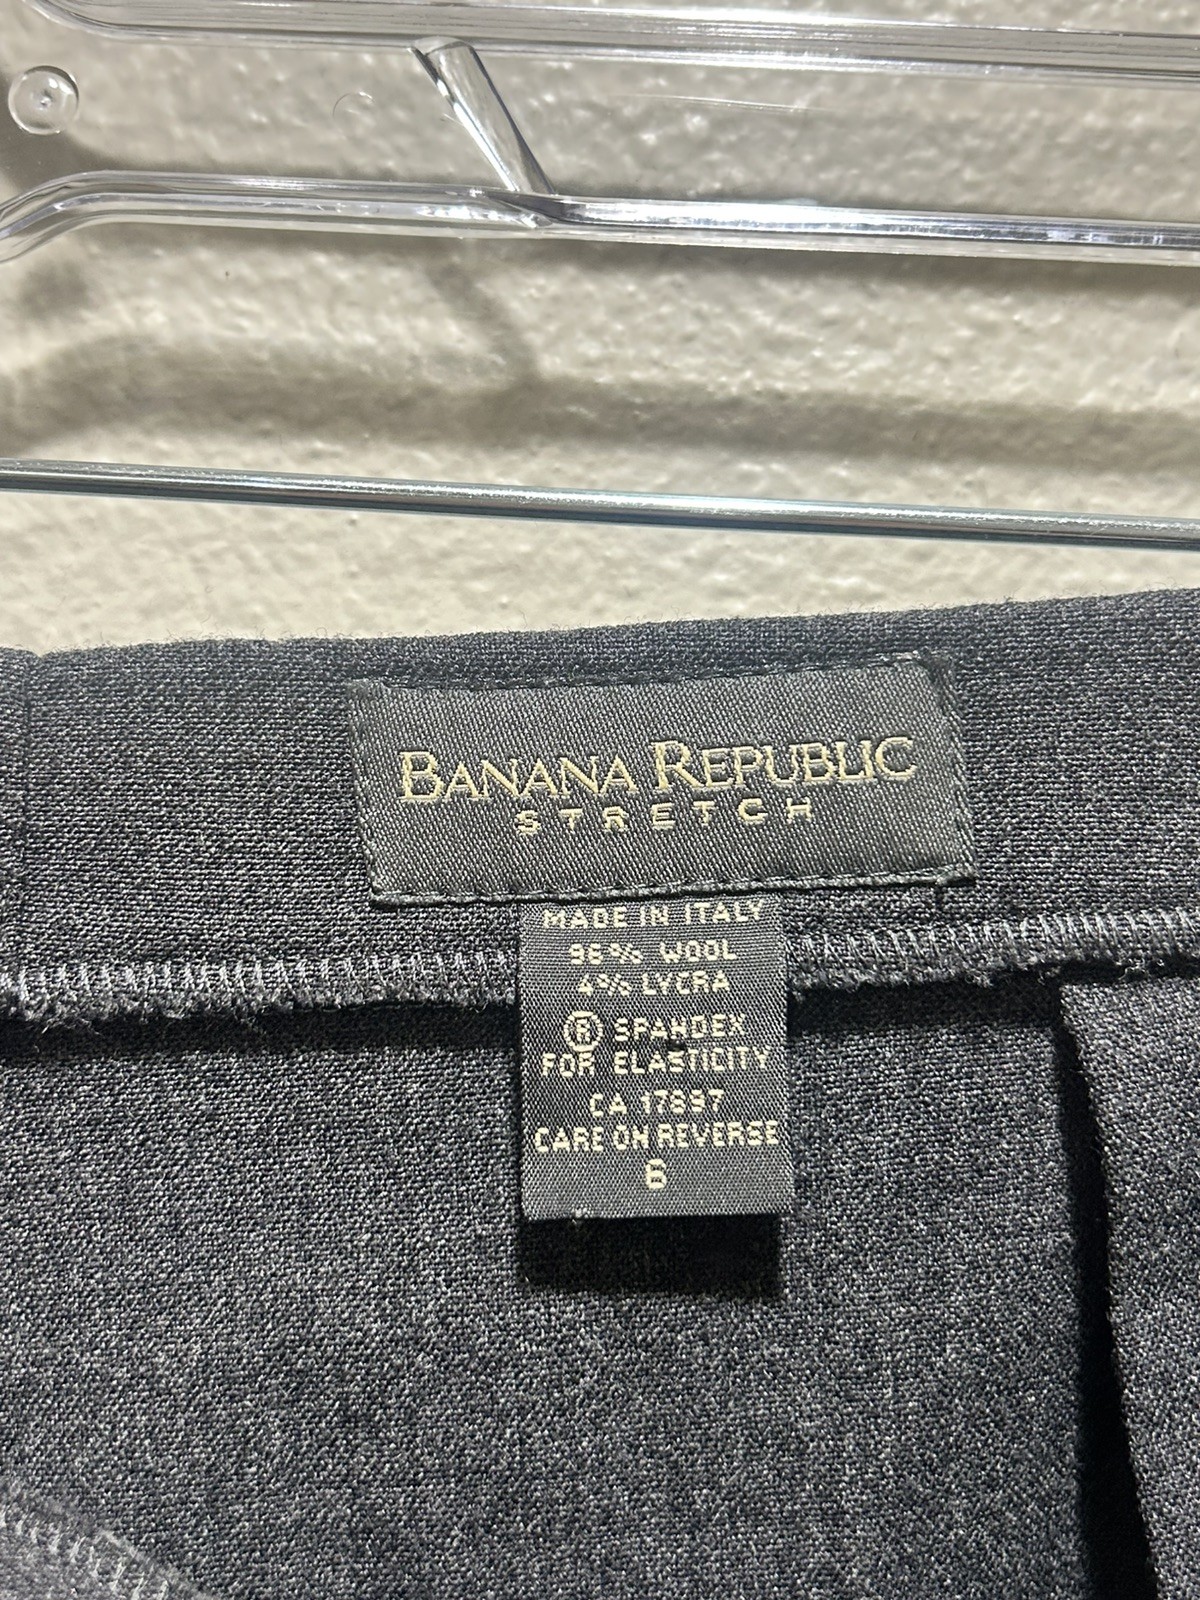 BANANA REPUBLIC
STRETCH
MADE IN ITALY
96% WOOL
4% LYCRA
® SPANDEX
FOR ELASTICITY
CA 17897
CARE ON REVERSE
6